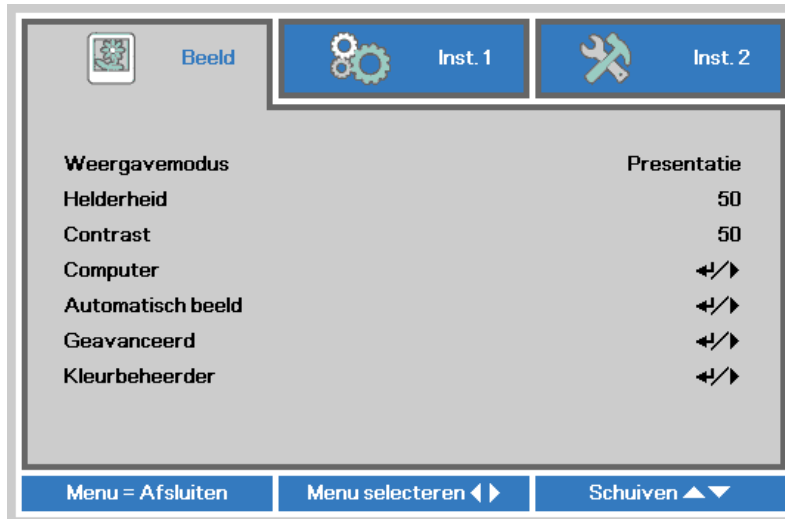 Beeld
Inst. 1
Inst. 2
Weergavemodus Presentatie
Helderheid 50
Contrast 50
Computer ↲/▶
Automatisch beeld ↲/▶
Geavanceerd ↲/▶
Kleurbeheerder ↲/▶
Menu = Afsluiten
Menu selecteren ◀▶
Schuiven ▲▼